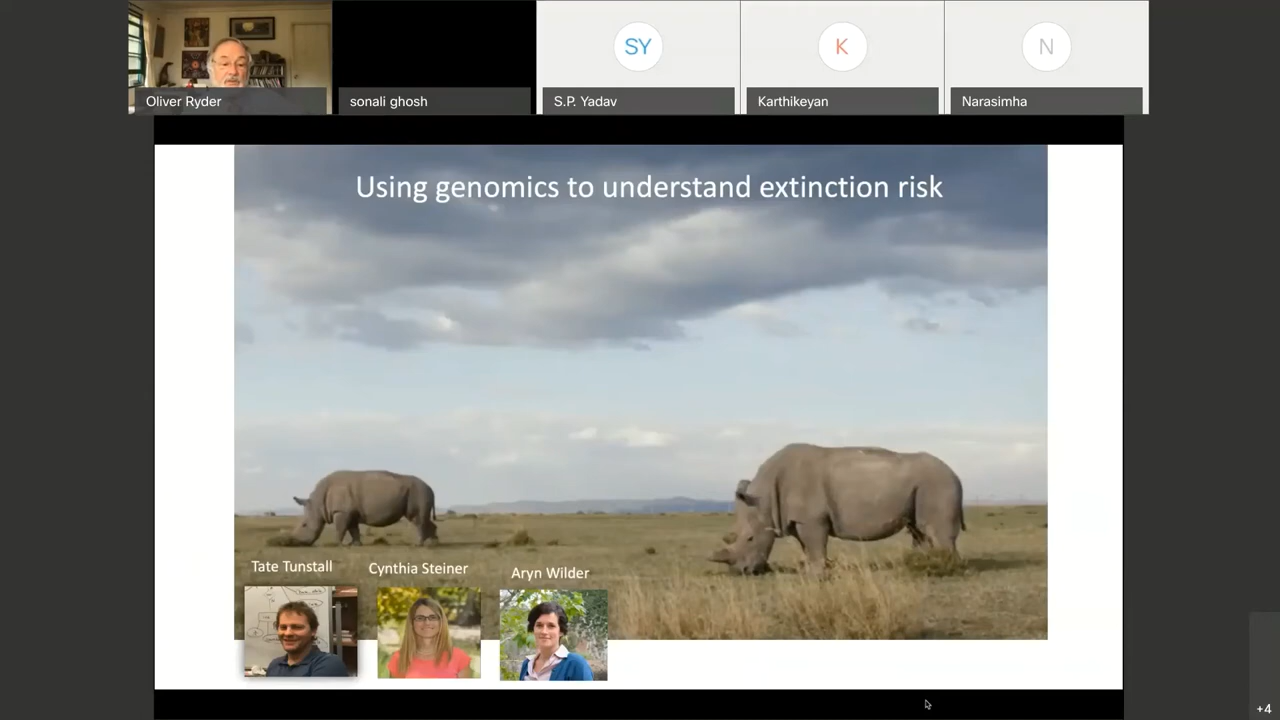 Oliver Ryder
sonali ghosh
SY
S.P. Yadav
K
Karthikeyan
N
Narasimha
Using genomics to understand extinction risk
Tate Tunstall
Cynthia Steiner
Aryn Wilder
+4